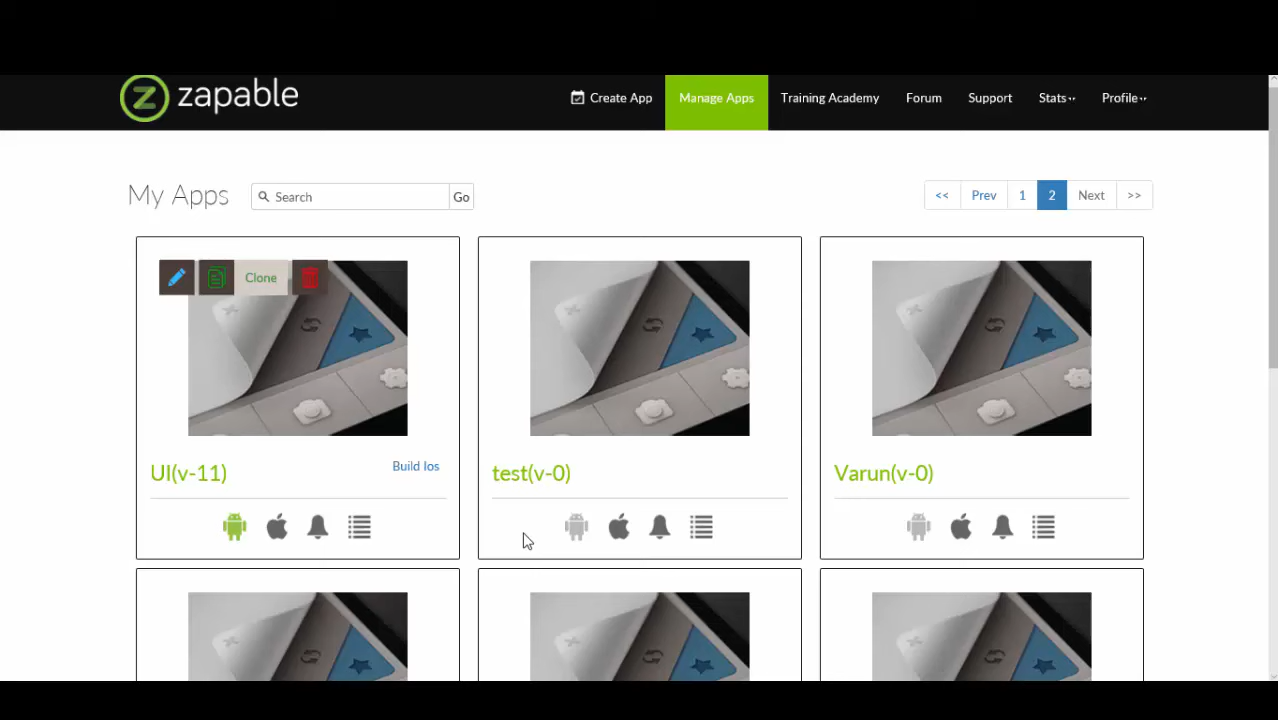 zapable
Create App Manage Apps Training Academy Forum Support Stats Profile
My Apps Search Go << Prev 1 2 Next >>
Clone
UI(v-11) Build Ios test(v-0) Varun(v-0)